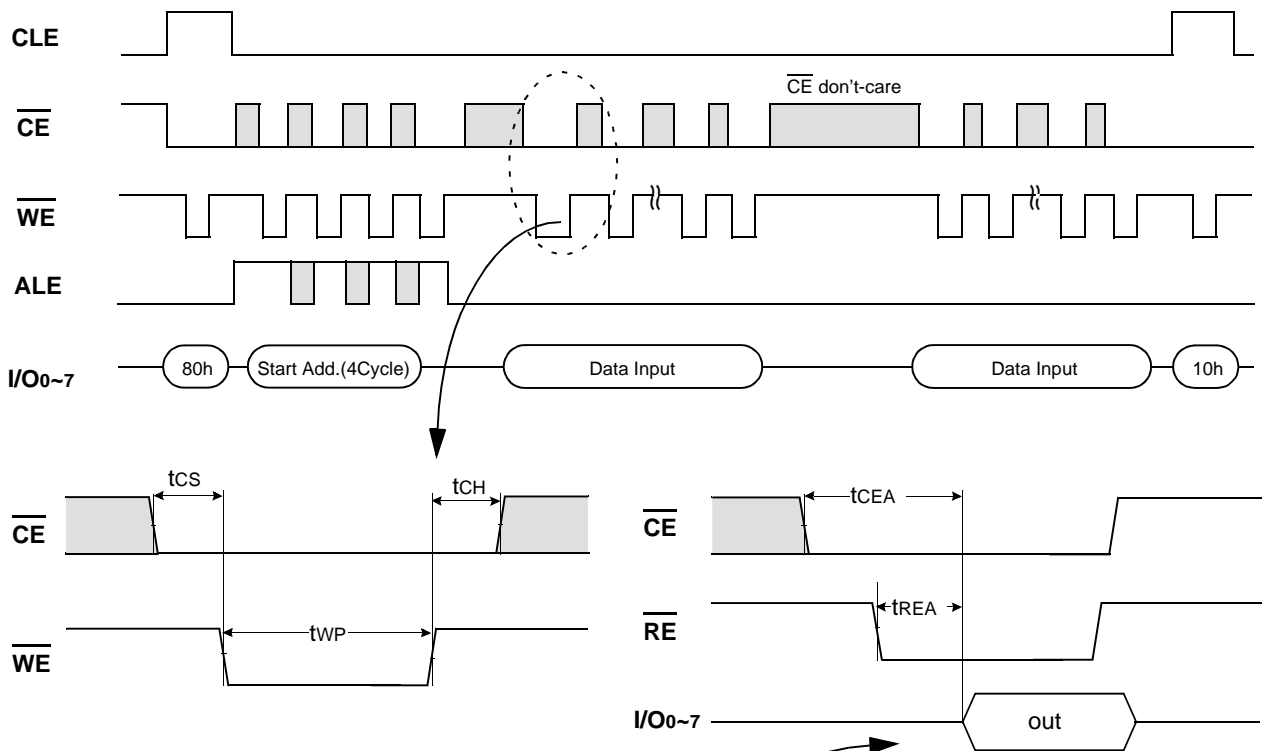 CLE
CE don't-care
CE
WE
ALE
I/O0~7
80h
Start Add.(4Cycle)
Data Input
Data Input
10h
tCS
tCH
CE
tWP
WE
tCEA
CE
tREA
RE
I/O0~7
out